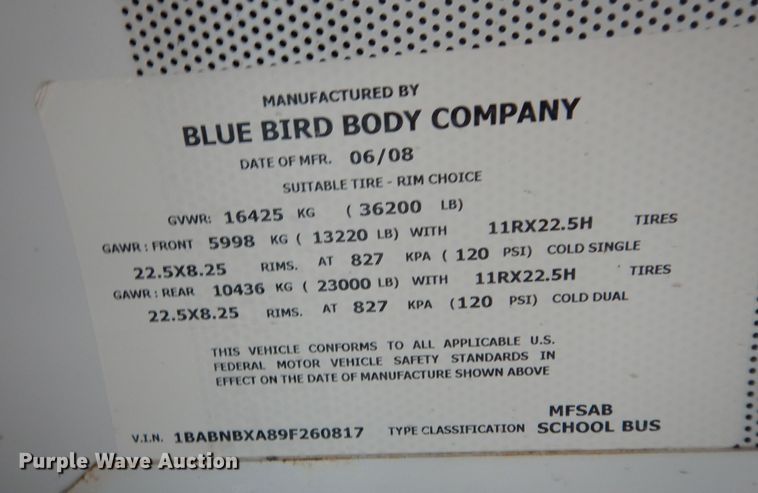 MANUFACTURED BY
BLUE BIRD BODY COMPANY
DATE OF MFR. 06/08
SUITABLE TIRE - RIM CHOICE
GVWR: 16425 KG ( 36200 LB)
GAWR : FRONT 5998 KG ( 13220 LB) WITH 11RX22.5H TIRES
22.5X8.25 RIMS. AT 827 KPA ( 120 PSI) COLD SINGLE
GAWR : REAR 10436 KG ( 23000 LB) WITH 11RX22.5H TIRES
22.5X8.25 RIMS. AT 827 KPA (120 PSI) COLD DUAL
THIS VEHICLE CONFORMS TO ALL APPLICABLE U.S.
FEDERAL MOTOR VEHICLE SAFETY STANDARDS IN
EFFECT ON THE DATE OF MANUFACTURE SHOWN ABOVE
MFSAB
V.I.N. 1BABNBXA89F260817 TYPE CLASSIFICATION SCHOOL BUS
Purple Wave Auction